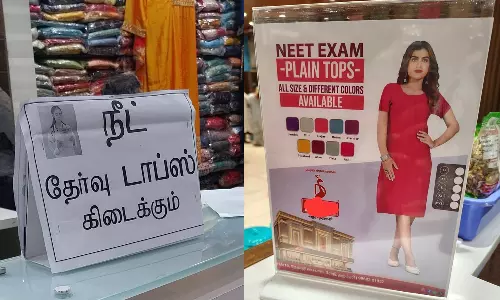 நீட்
தேர்வு டாப்ஸ்
கிடைக்கும்
NEET EXAM
-PLAIN TOPS-
ALL SIZE & DIFFERENT COLORS
AVAILABLE